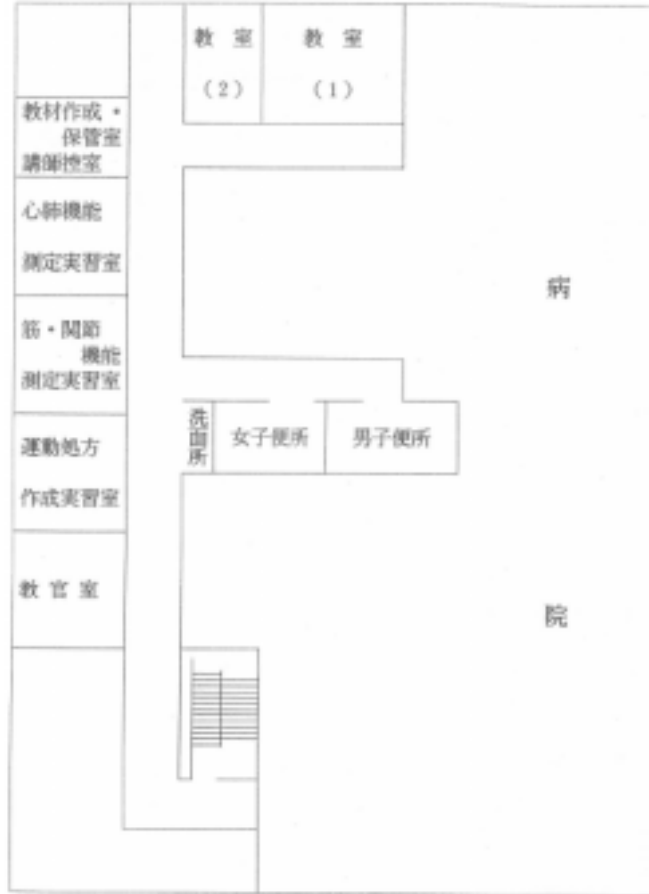 教室
(2)
教室
(1)
教材作成・
保管室
講師控室
心肺機能
測定実習室
筋・関節
機能
測定実習室
運動処方
作成実習室
教官室
洗面所
女子便所
男子便所
病
院